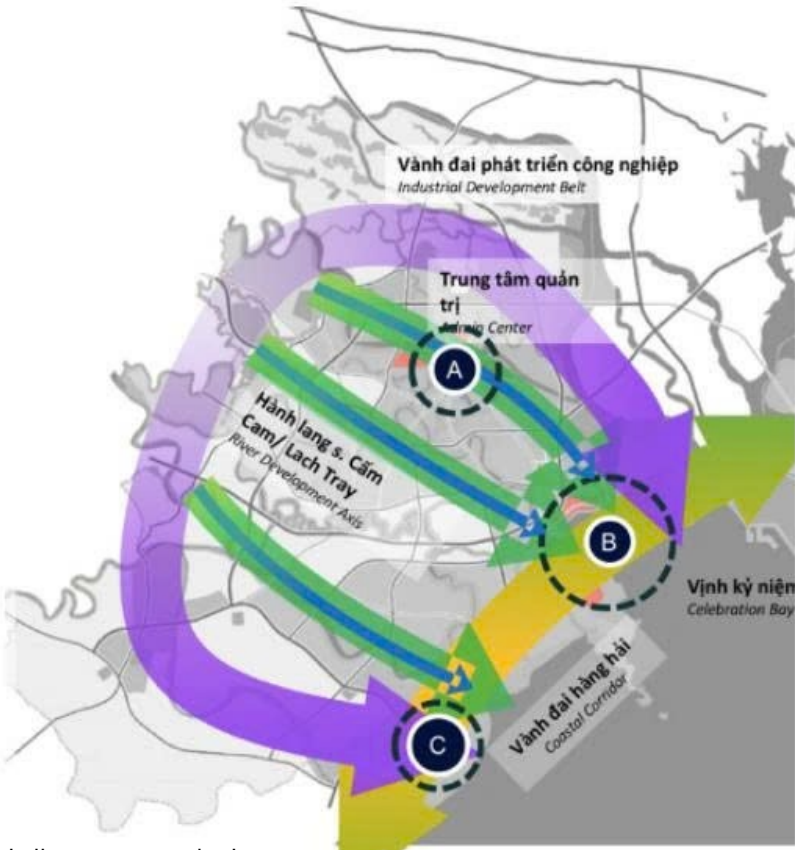 Vành đai phát triển công nghiệp
Industrial Development Belt
Trung tâm quản
trị
Admin Center
A
Hành lang s. Cấm
Cam/ Lach Tray
River Development Axis
B
Vịnh kỷ niệm
Celebration Bay
Vành đai hàng hải
Coastal Corridor
C